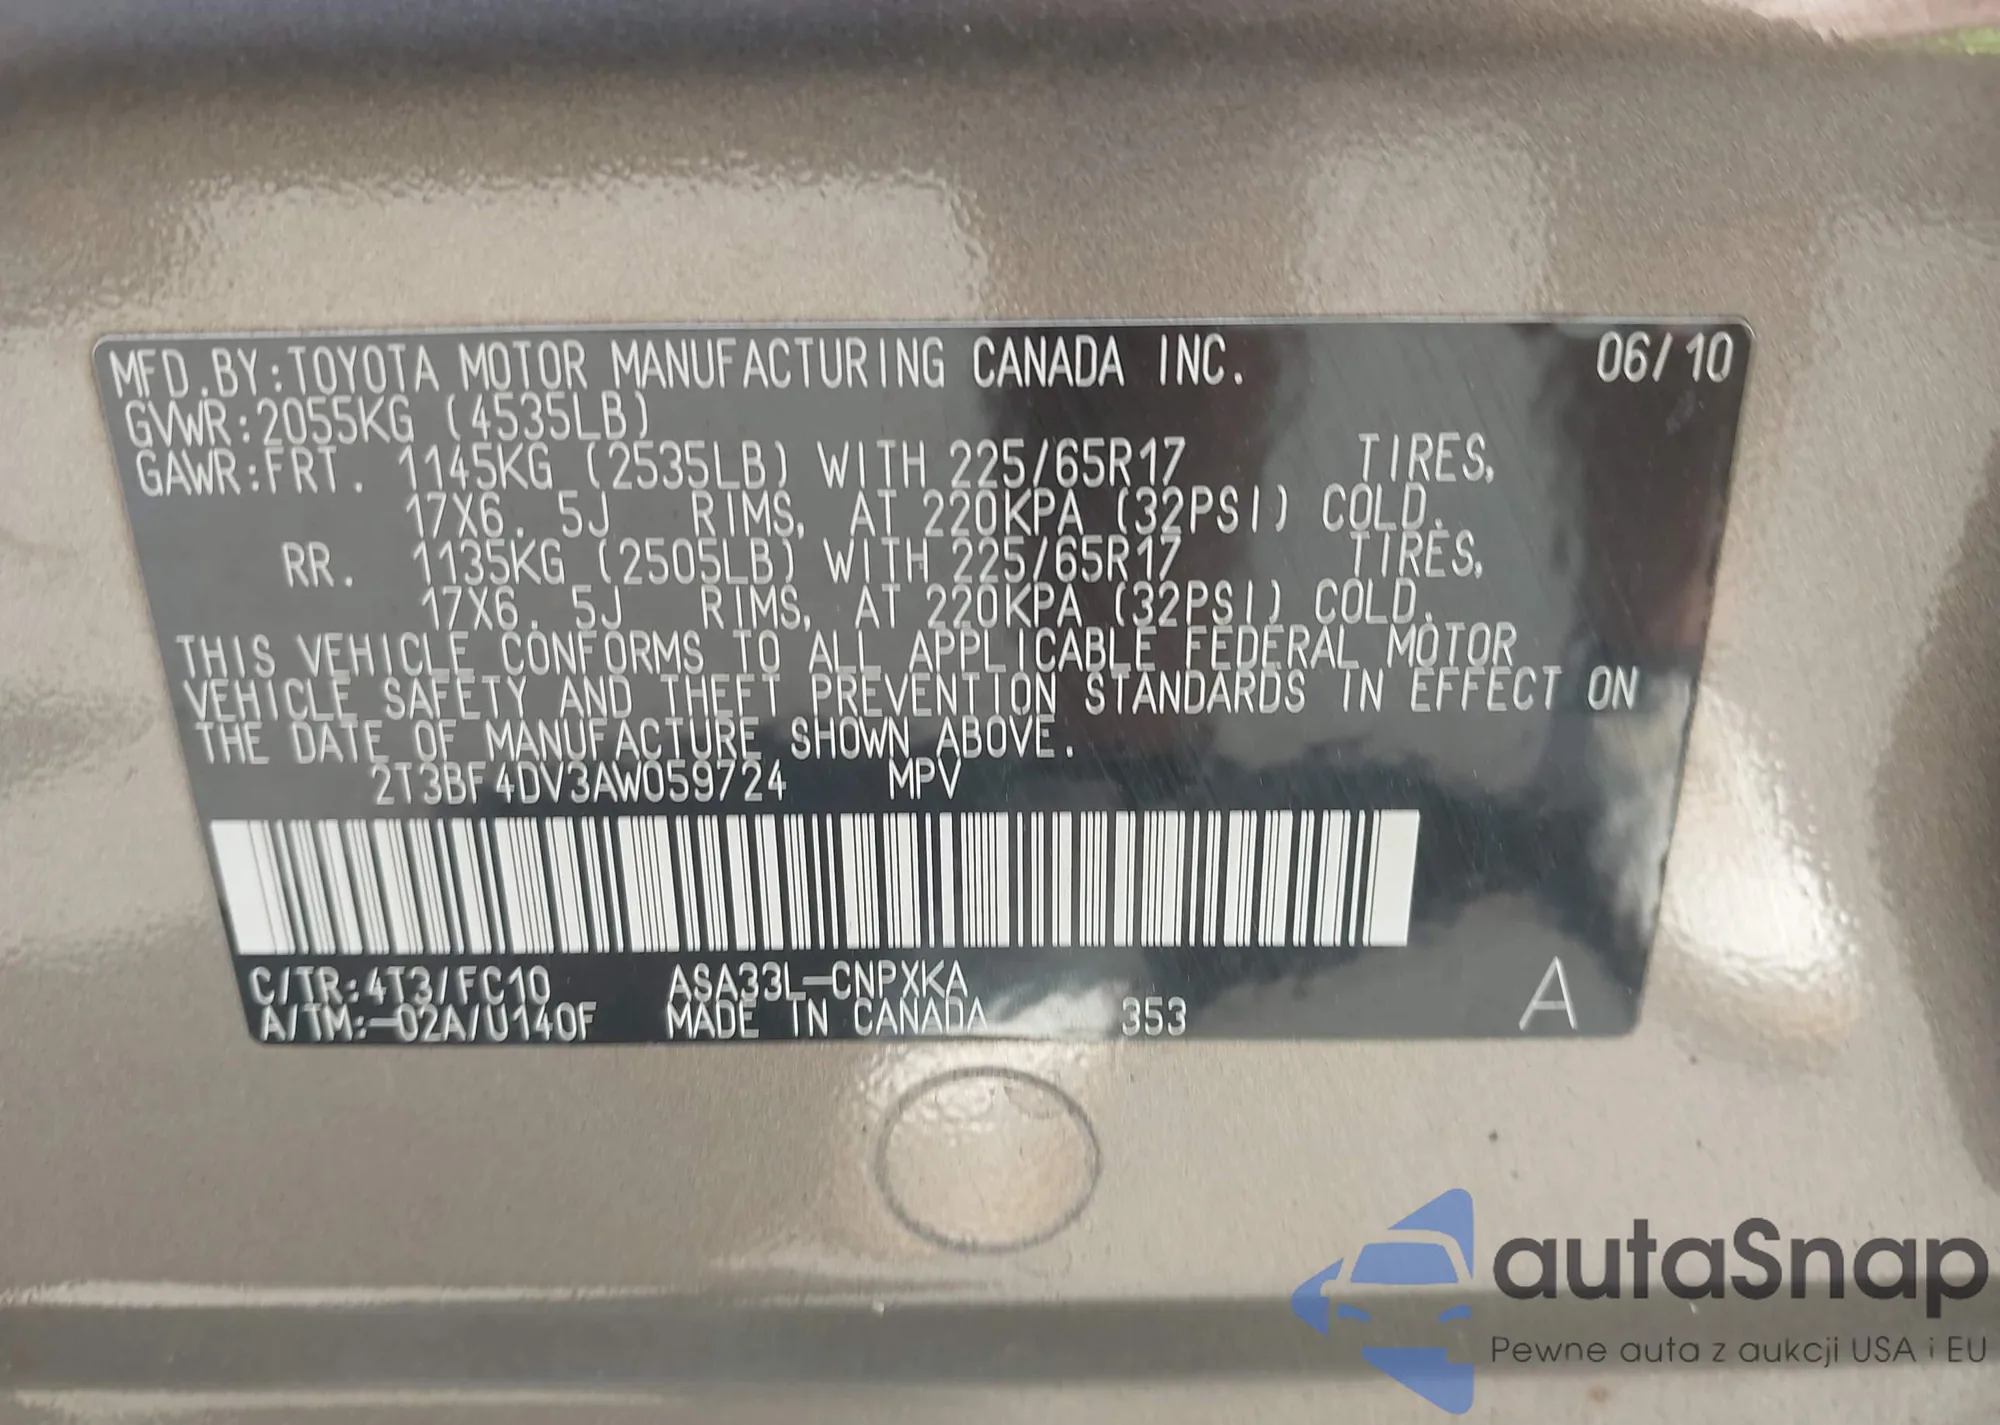 MFD.BY:TOYOTA MOTOR MANUFACTURING CANADA INC. 06/10
GVWR:2055KG (4535LB)
GAWR:FRT. 1145KG (2535LB) WITH 225/65R17 TIRES,
17X6.5J RIMS, AT 220KPA (32PSI) COLD.
RR. 1135KG (2505LB) WITH 225/65R17 TIRES,
17X6.5J RIMS, AT 220KPA (32PSI) COLD.
THIS VEHICLE CONFORMS TO ALL APPLICABLE FEDERAL MOTOR
VEHICLE SAFETY AND THEFT PREVENTION STANDARDS IN EFFECT ON
THE DATE OF MANUFACTURE SHOWN ABOVE.
2T3BF4DV3AW059724 MPV
C/TR:4T3/FC10 ASA33L-CNPXKA
A/TM:-02A/U140F MADE IN CANADA 353 A
autaSnap
Pewne auta z aukcji USA i EU